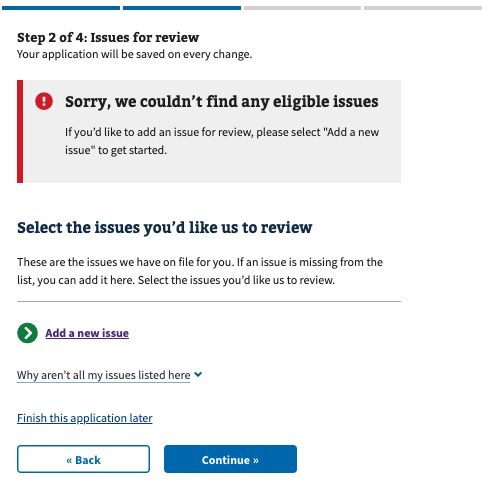 Step 2 of 4: Issues for review
Your application will be saved on every change.
Sorry, we couldn't find any eligible issues
If you'd like to add an issue for review, please select "Add a new
issue" to get started.
Select the issues you'd like us to review
These are the issues we have on file for you. If an issue is missing from the
list, you can add it here. Select the issues you'd like us to review.
Add a new issue
Why aren't all my issues listed here
Finish this application later
« Back
Continue »